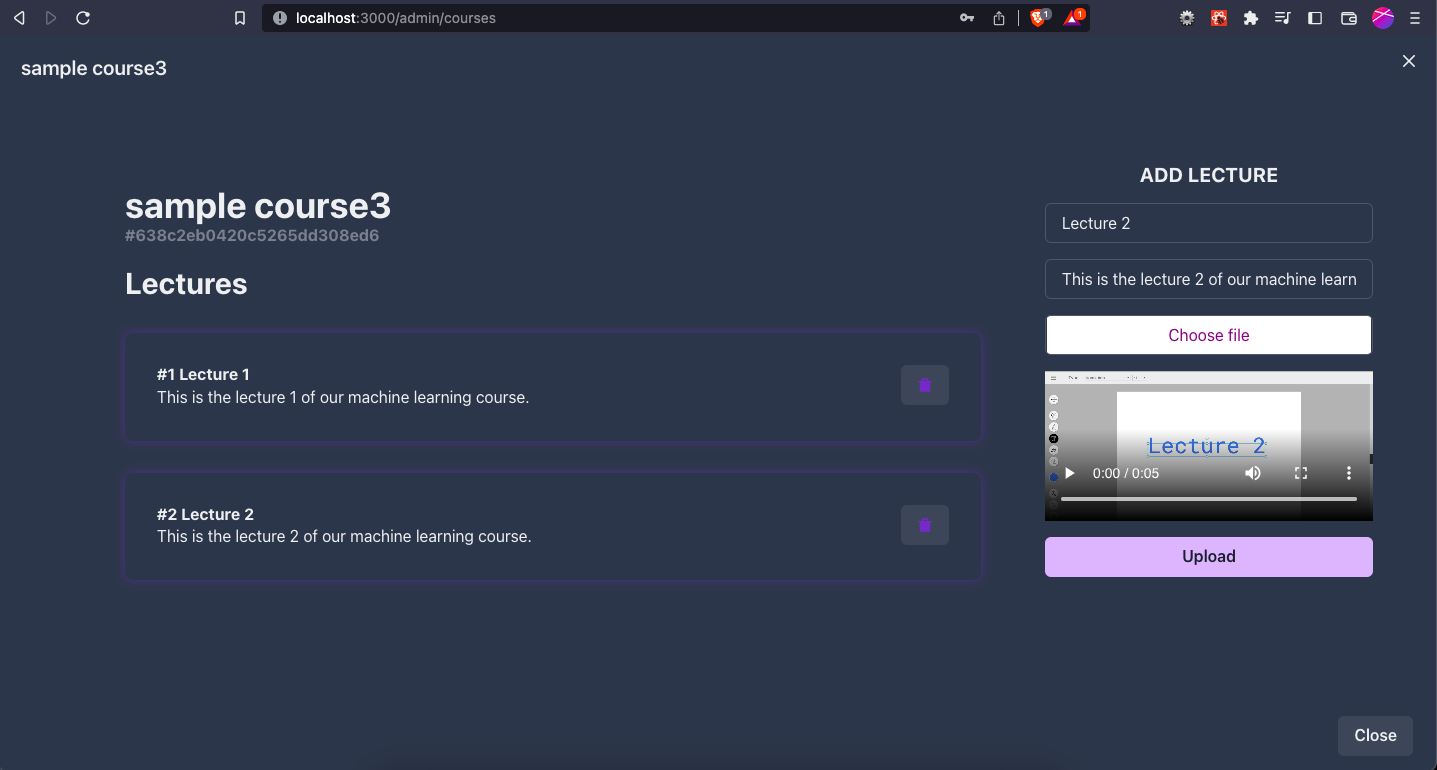 localhost:3000/admin/courses
1
1
sample course3
sample course3
#638c2eb0420c5265dd308ed6
Lectures
#1 Lecture 1
This is the lecture 1 of our machine learning course.
#2 Lecture 2
This is the lecture 2 of our machine learning course.
ADD LECTURE
Lecture 2
This is the lecture 2 of our machine learn
Choose file
Lecture 2
0:00 / 0:05
Upload
Close